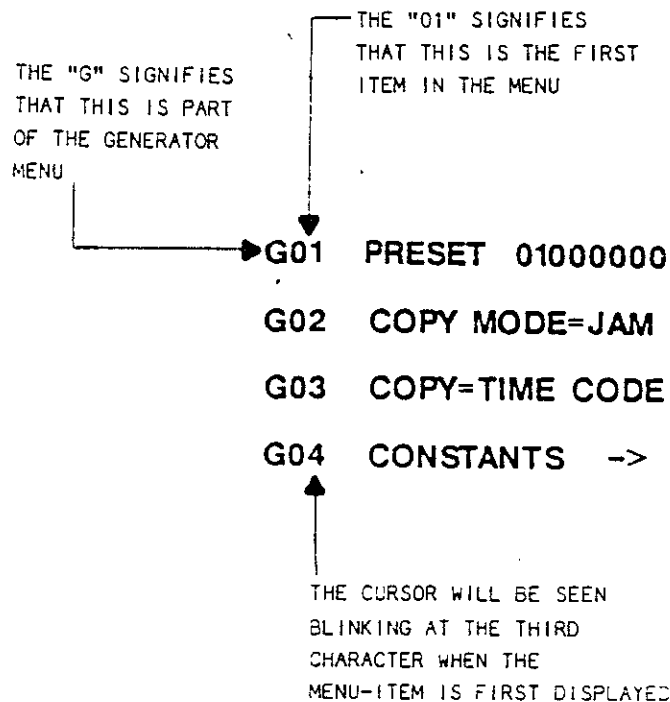 THE "01" SIGNIFIES
THAT THIS IS THE FIRST
ITEM IN THE MENU
THE "G" SIGNIFIES
THAT THIS IS PART
OF THE GENERATOR
MENU
G01 PRESET 01000000
G02 COPY MODE=JAM
G03 COPY=TIME CODE
G04 CONSTANTS ->
THE CURSOR WILL BE SEEN
BLINKING AT THE THIRD
CHARACTER WHEN THE
MENU-ITEM IS FIRST DISPLAYED